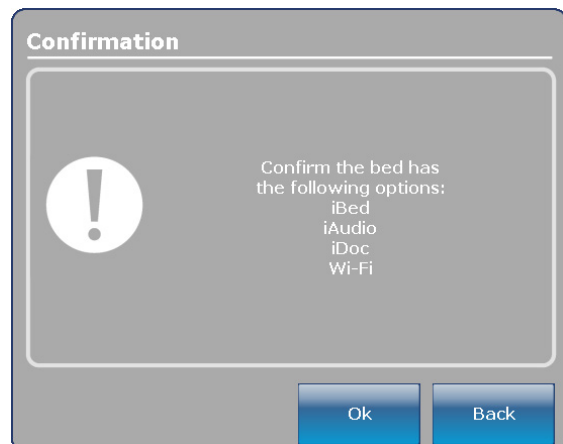 Confirmation
Confirm the bed has
the following options:
iBed
iAudio
iDoc
Wi-Fi
Ok
Back